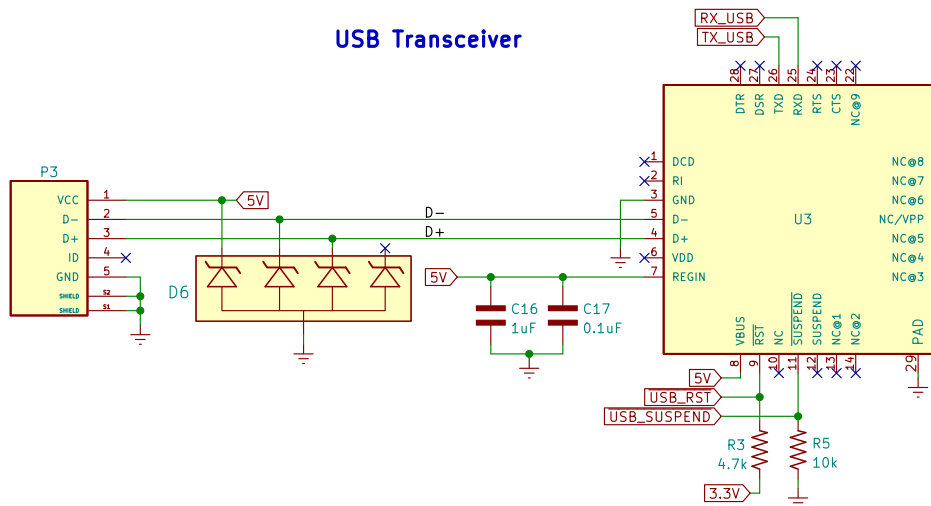 USB Transceiver
RX_USB
TX_USB
28 27 26 25 24 23 22
DTR DSR TXD RXD RTS CTS NC@9
P3
VCC 1
5V
D- 2
D+ 3
ID 4
GND 5
SHIELD S2
SHIELD S1
D6
D-
D+
5V
C16
1uF
C17
0.1uF
1 DCD
2 RI
3 GND
5 D-
4 D+
6 VDD
7 REGIN
U3
NC@8
NC@7
NC@6
NC/VPP
NC@5
NC@4
NC@3
VBUS RST NC SUSPEND SUSPEND NC@1 NC@2 PAD
8 9 10 11 12 13 14 29
5V
USB_RST
USB_SUSPEND
R3
4.7k
R5
10k
3.3V